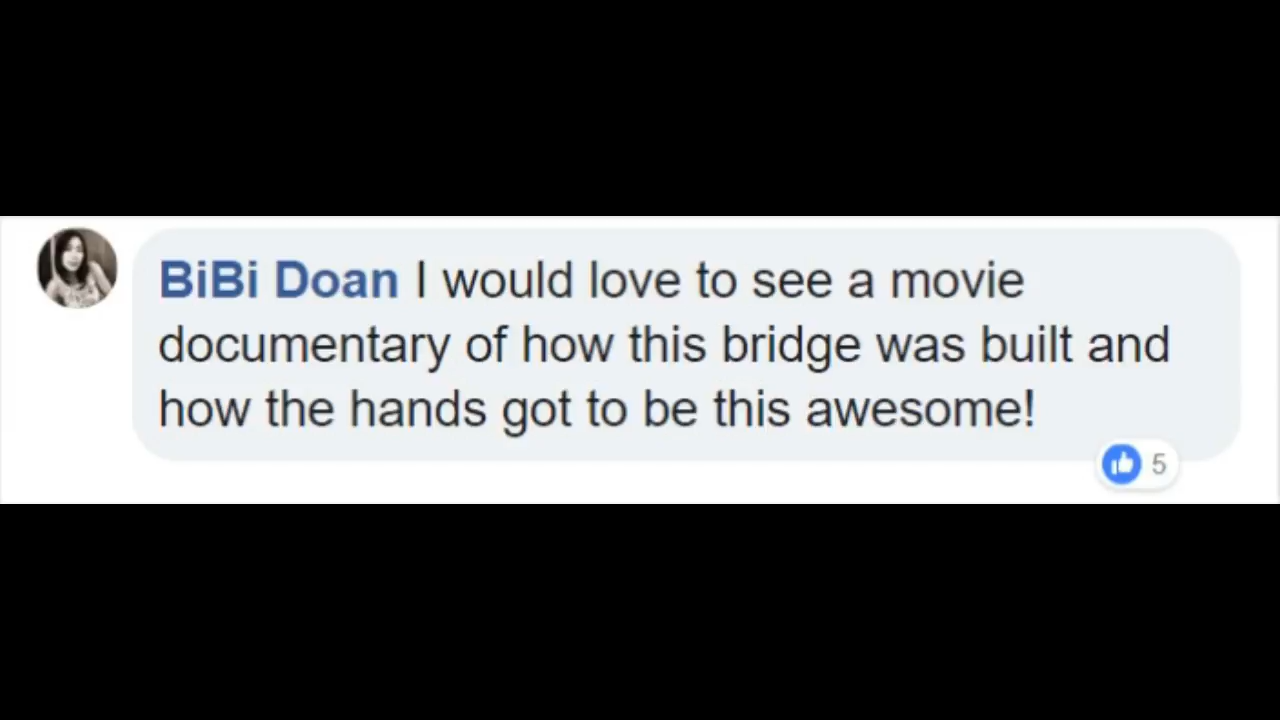 BiBi Doan I would love to see a movie
documentary of how this bridge was built and
how the hands got to be this awesome!
5